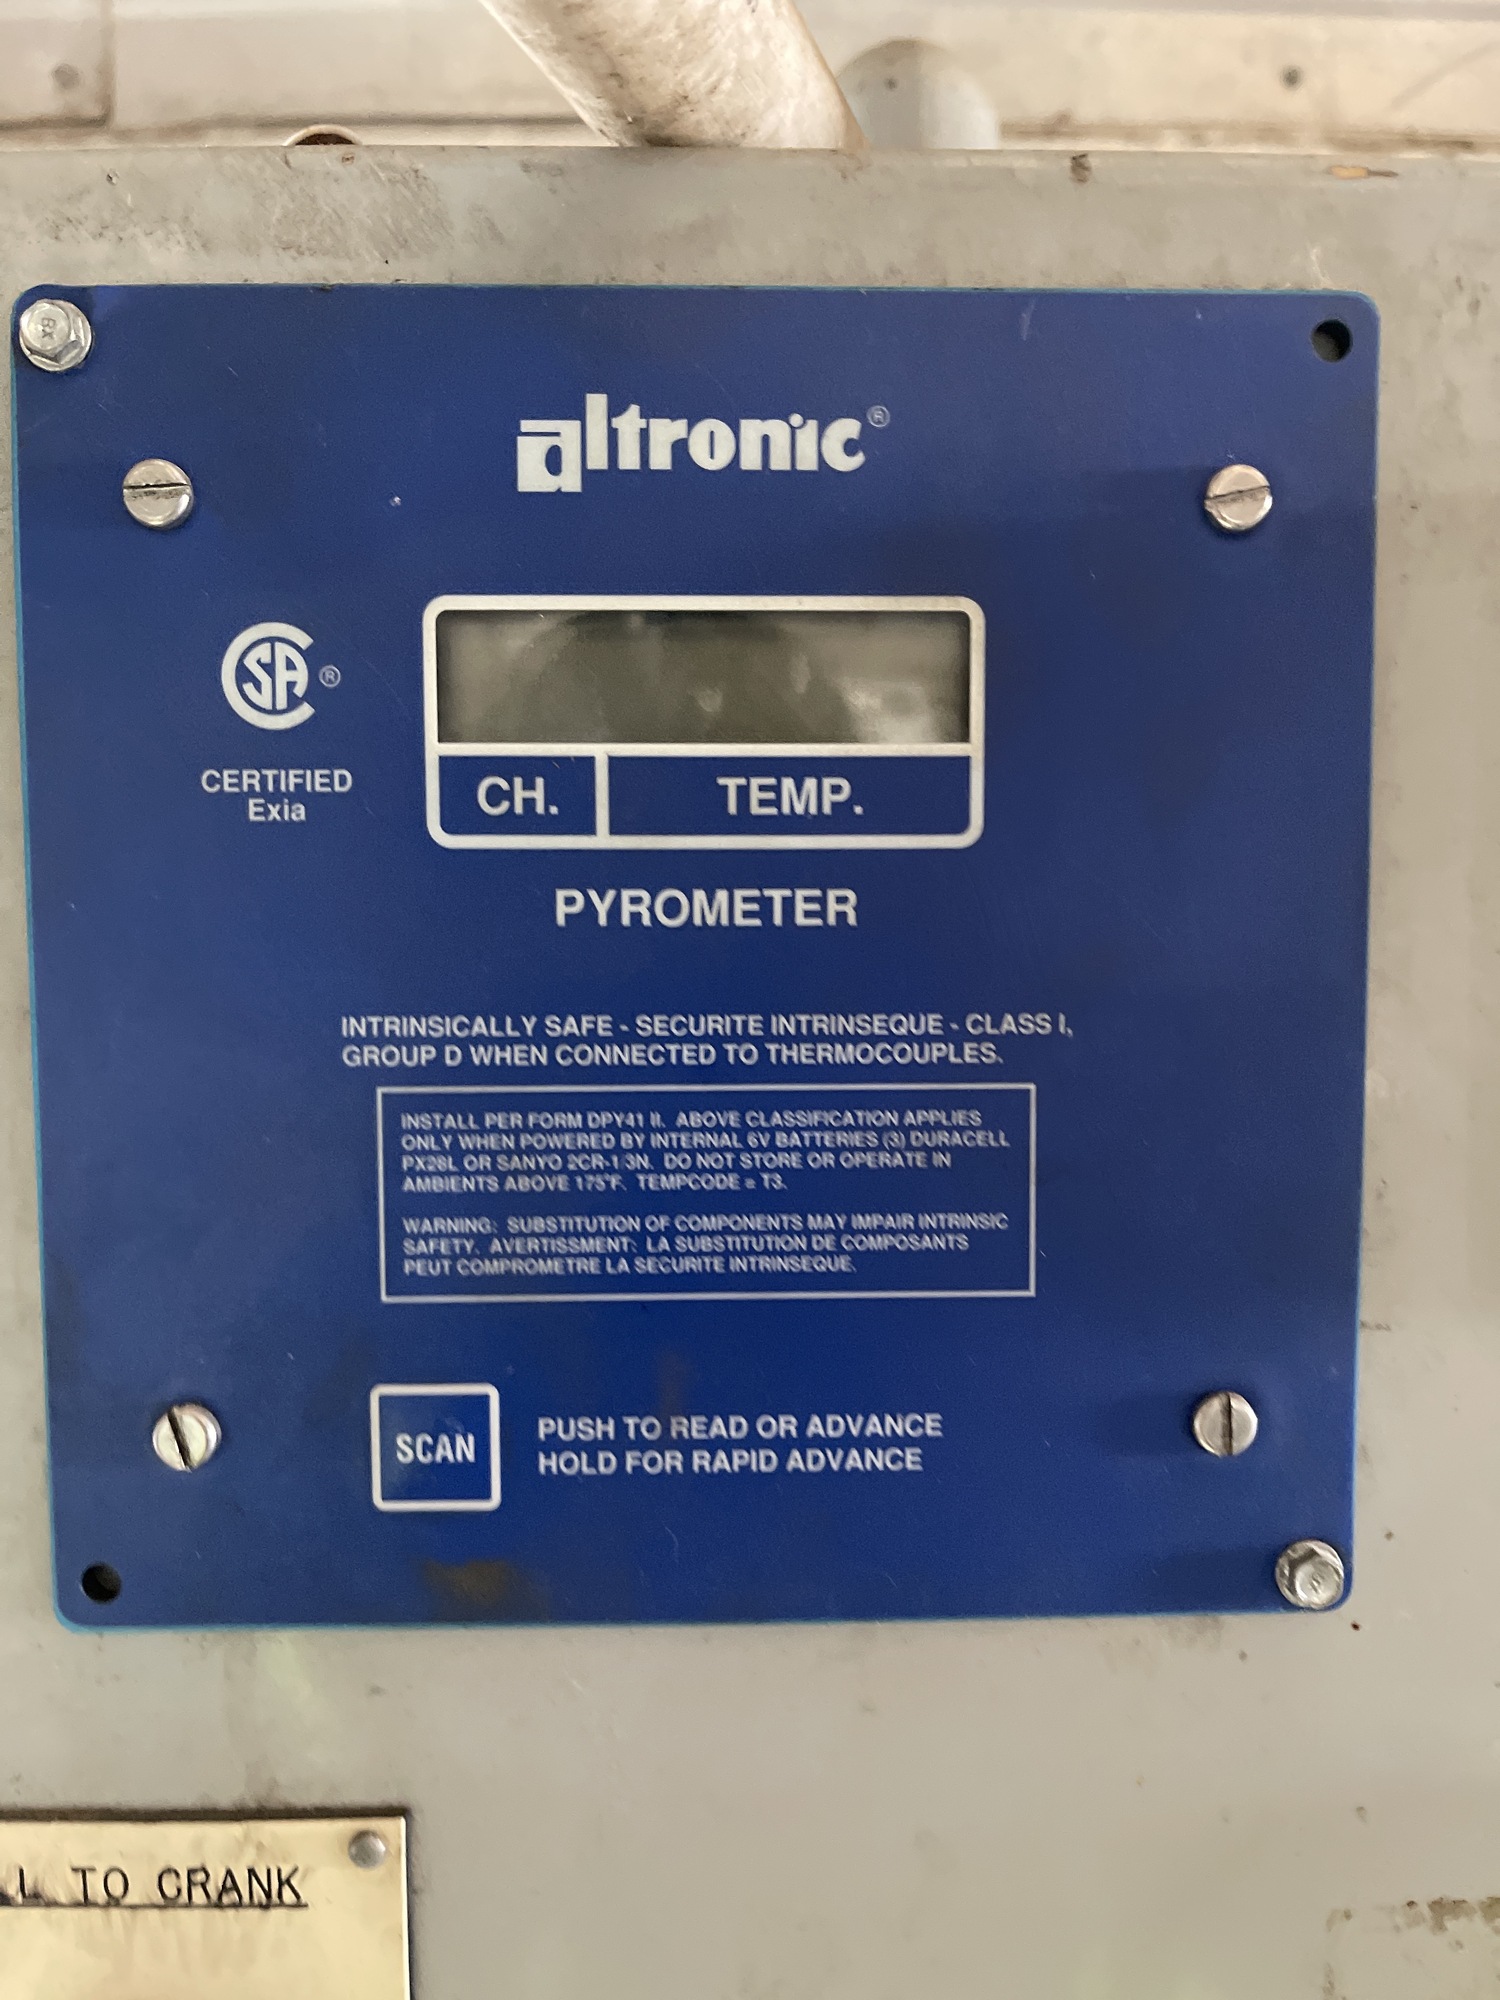 altronic®
CSA®
CERTIFIED
Exia
CH. TEMP.
PYROMETER
INTRINSICALLY SAFE - SECURITE INTRINSEQUE - CLASS I,
GROUP D WHEN CONNECTED TO THERMOCOUPLES.
INSTALL PER FORM DPY41 II. ABOVE CLASSIFICATION APPLIES
ONLY WHEN POWERED BY INTERNAL 6V BATTERIES (3) DURACELL
PX28L OR SANYO 2CR-1/3N. DO NOT STORE OR OPERATE IN
AMBIENTS ABOVE 175°F. TEMPCODE = T3.
WARNING: SUBSTITUTION OF COMPONENTS MAY IMPAIR INTRINSIC
SAFETY. AVERTISSMENT: LA SUBSTITUTION DE COMPOSANTS
PEUT COMPROMETRE LA SECURITE INTRINSEQUE.
SCAN
PUSH TO READ OR ADVANCE
HOLD FOR RAPID ADVANCE
L TO CRANK